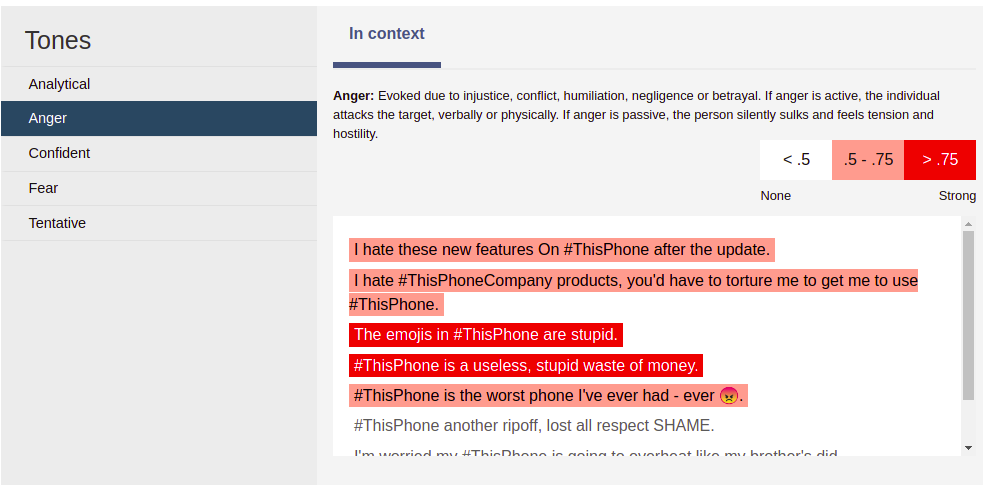 Tones
Analytical
Anger
Confident
Fear
Tentative
In context
Anger: Evoked due to injustice, conflict, humiliation, negligence or betrayal. If anger is active, the individual
attacks the target, verbally or physically. If anger is passive, the person silently sulks and feels tension and
hostility.
< .5 .5 - .75 > .75
None Strong
I hate these new features On #ThisPhone after the update.
I hate #ThisPhoneCompany products, you'd have to torture me to get me to use
#ThisPhone.
The emojis in #ThisPhone are stupid.
#ThisPhone is a useless, stupid waste of money.
#ThisPhone is the worst phone I've ever had - ever 😡.
#ThisPhone another ripoff, lost all respect SHAME.
I'm worried my #ThisPhone is going to overheat like my brother's did.